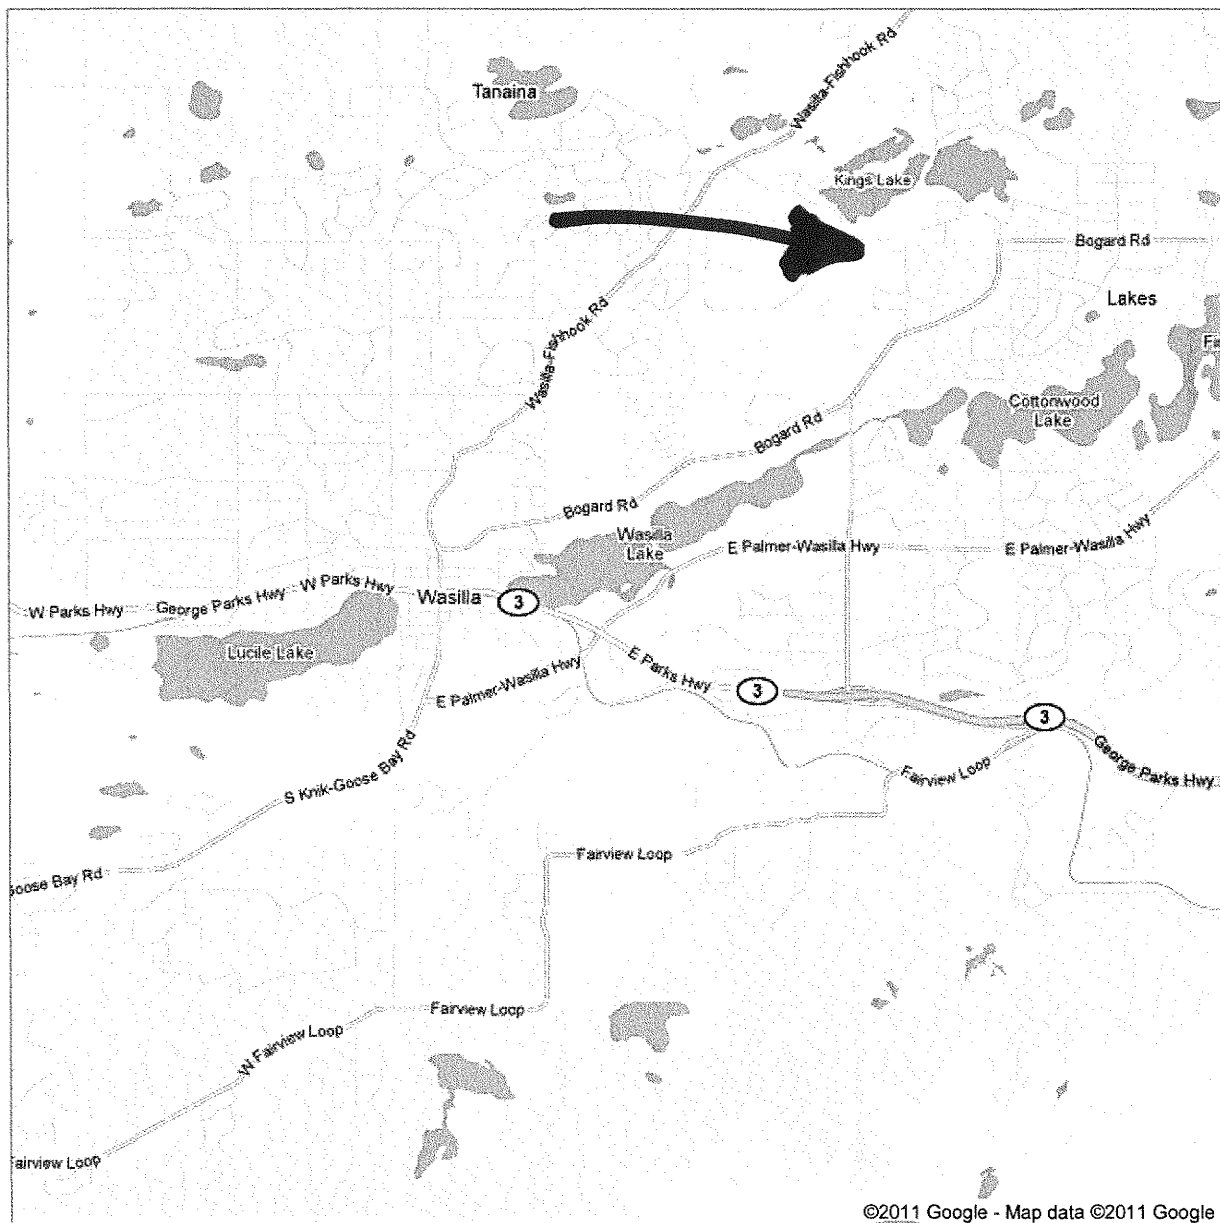 Wasilla-Fishhook Rd
Tanaina
Kings Lake
Bogard Rd
Lakes
Wasilla-Fishhook Rd
Cottonwood
Lake
Bogard Rd
Bogard Rd
Wasilla
Lake
E Palmer-Wasilla Hwy
E Palmer-Wasilla Hwy
W Parks Hwy
George Parks Hwy
W Parks Hwy
Wasilla
3
Lucile Lake
E Parks Hwy
E Palmer-Wasilla Hwy
3
3
George Parks Hwy
Fairview Loop
S Knik-Goose Bay Rd
Fairview Loop
Goose Bay Rd
Fairview Loop
W Fairview Loop
Fairview Loop
©2011 Google - Map data ©2011 Google